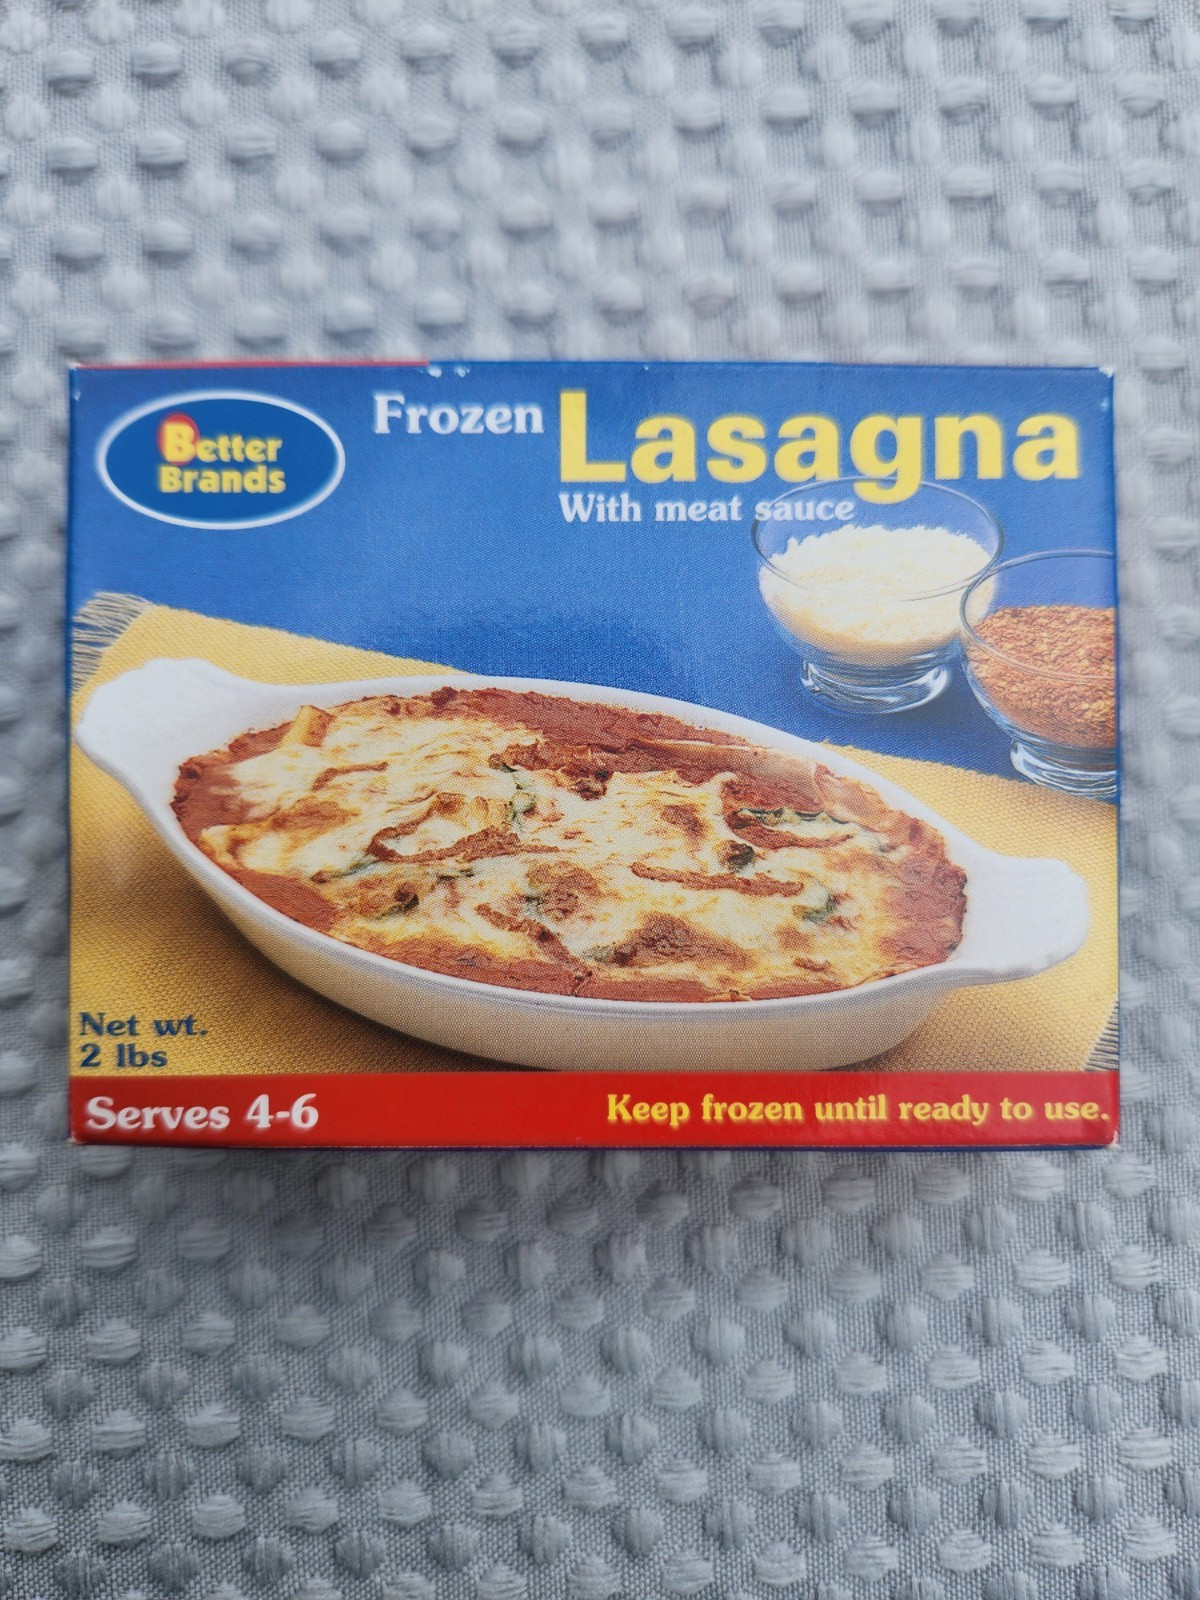 Better
Brands
Frozen Lasagna
With meat sauce
Net wt.
2 lbs
Serves 4-6
Keep frozen until ready to use.